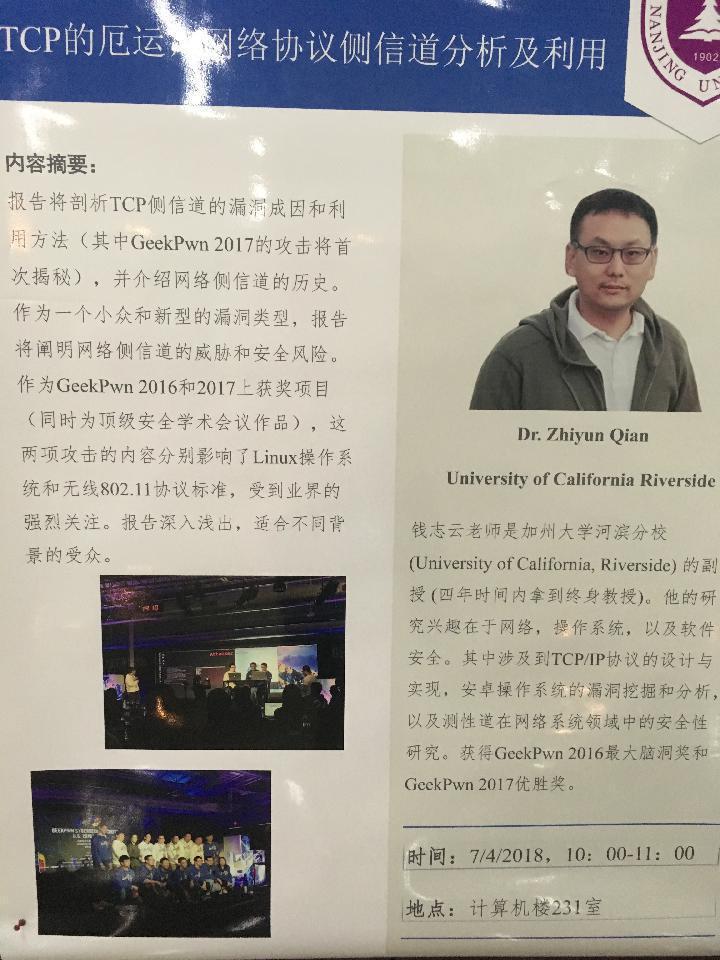 TCP的厄运 网络协议侧信道分析及利用
NANJING UN
1902
内容摘要：
报告将剖析TCP侧信道的漏洞成因和利
用方法（其中GeekPwn 2017的攻击将首
次揭秘），并介绍网络侧信道的历史。
作为一个小众和新型的漏洞类型，报告
将阐明网络侧信道的威胁和安全风险。
作为GeekPwn 2016和2017上获奖项目
（同时为顶级安全学术会议作品），这
两项攻击的内容分别影响了Linux操作系
统和无线802.11协议标准，受到业界的
强烈关注。报告深入浅出，适合不同背
景的受众。
Dr. Zhiyun Qian
University of California Riverside
钱志云老师是加州大学河滨分校
(University of California, Riverside) 的副
授 (四年时间内拿到终身教授)。他的研
究兴趣在于网络，操作系统，以及软件
安全。其中涉及到TCP/IP协议的设计与
实现，安卓操作系统的漏洞挖掘和分析，
以及测性道在网络系统领域中的安全性
研究。获得GeekPwn 2016最大脑洞奖和
GeekPwn 2017优胜奖。
时间：7/4/2018，10：00-11：00
地点：计算机楼231室